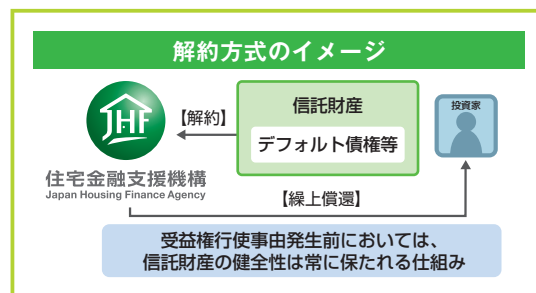 解約方式のイメージ
JHF
住宅金融支援機構
Japan Housing Finance Agency
【解約】
信託財産
デフォルト債権等
投資家
【繰上償還】
受益権行使事由発生前においては、
信託財産の健全性は常に保たれる仕組み